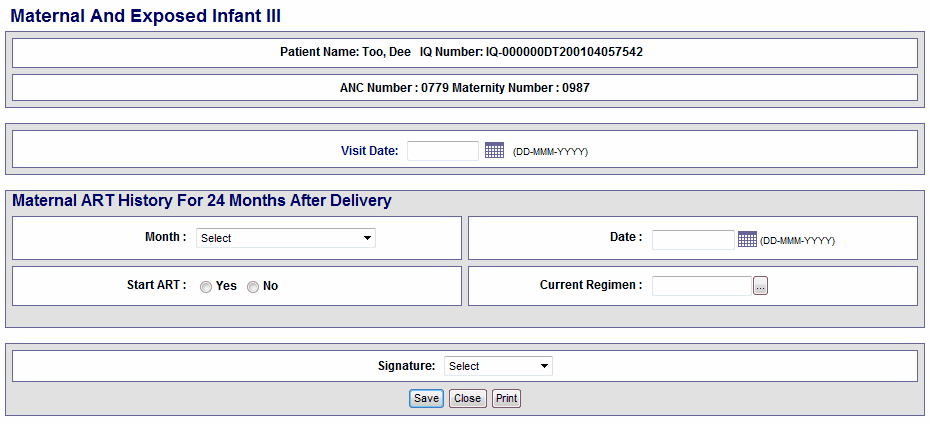 Maternal And Exposed Infant III
Patient Name: Too, Dee IQ Number: IQ-000000DT200104057542
ANC Number : 0779 Maternity Number : 0987
Visit Date: (DD-MMM-YYYY)
Maternal ART History For 24 Months After Delivery
Month : Select
Date : (DD-MMM-YYYY)
Start ART : Yes No
Current Regimen : ...
Signature: Select
Save Close Print